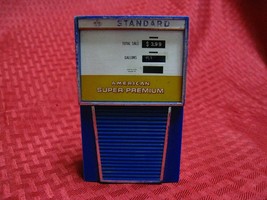 STANDARD
TOTAL SALE
GALLONS
AMERICAN
SUPER-PREMIUM